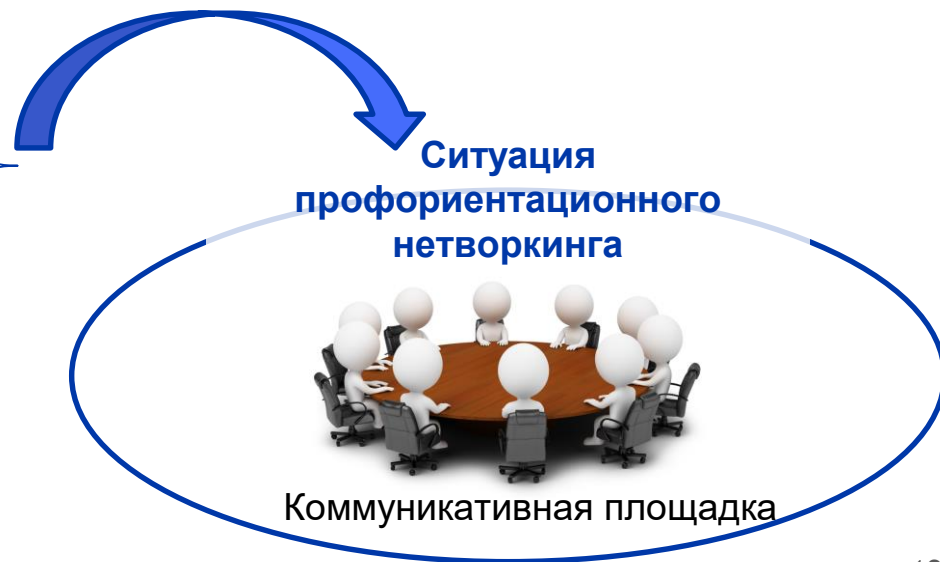 Ситуация
профориентационного
нетворкинга
Коммуникативная площадка